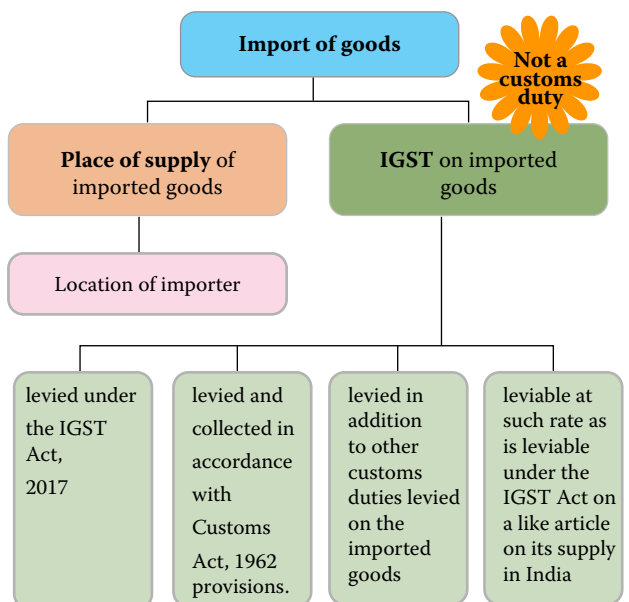 Import of goods
Not a
customs
duty
Place of supply of
imported goods
IGST on imported
goods
Location of importer
levied under
the IGST
Act,
2017
levied and
collected in
accordance
with
Customs
Act, 1962
provisions.
levied in
addition
to other
customs
duties levied
on the
imported
goods
leviable at
such rate as
is leviable
under the
IGST Act on
a like article
on its supply
in India